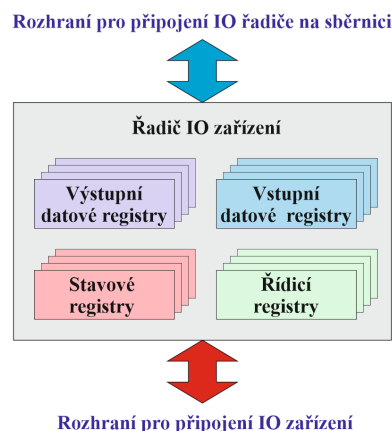 Rozhraní pro připojení IO řadiče na sběrnici
Řadič IO zařízení
Výstupní
datové registry
Vstupní
datové registry
Stavové
registry
Řídicí
registry
Rozhraní pro připojení IO zařízení